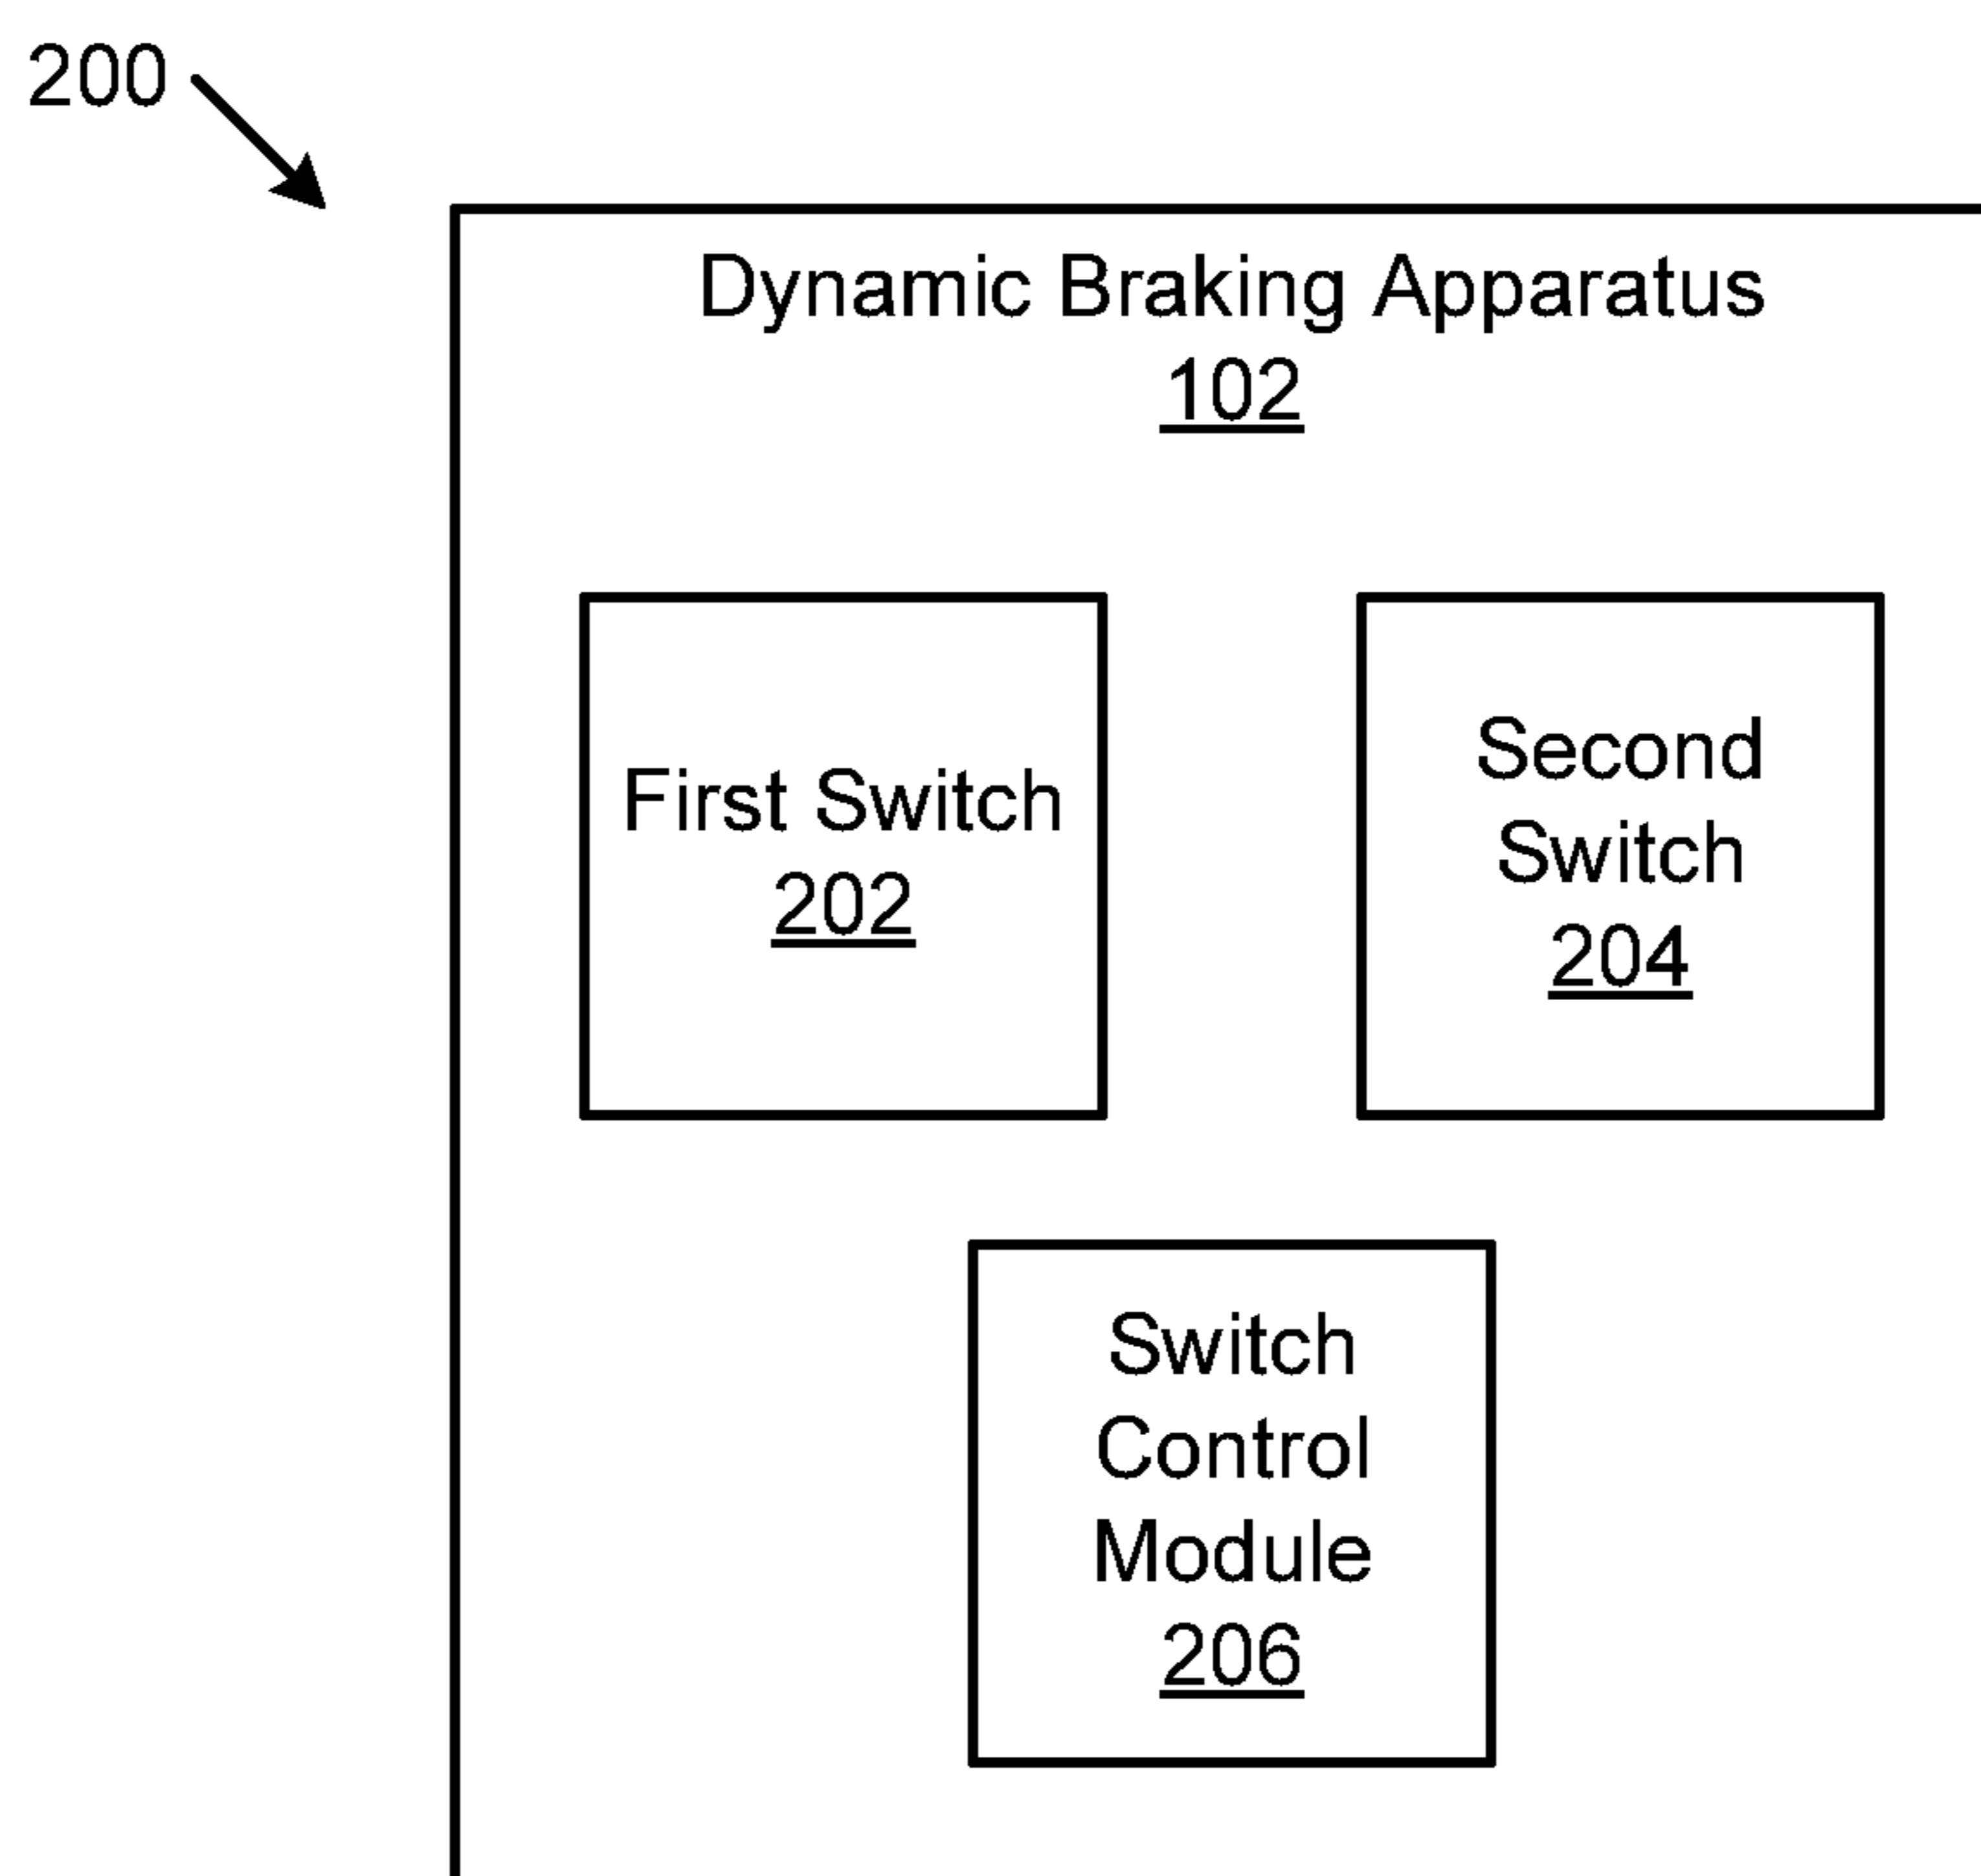 200
Dynamic Braking Apparatus
102
First Switch
202
Second
Switch
204
Switch
Control
Module
206